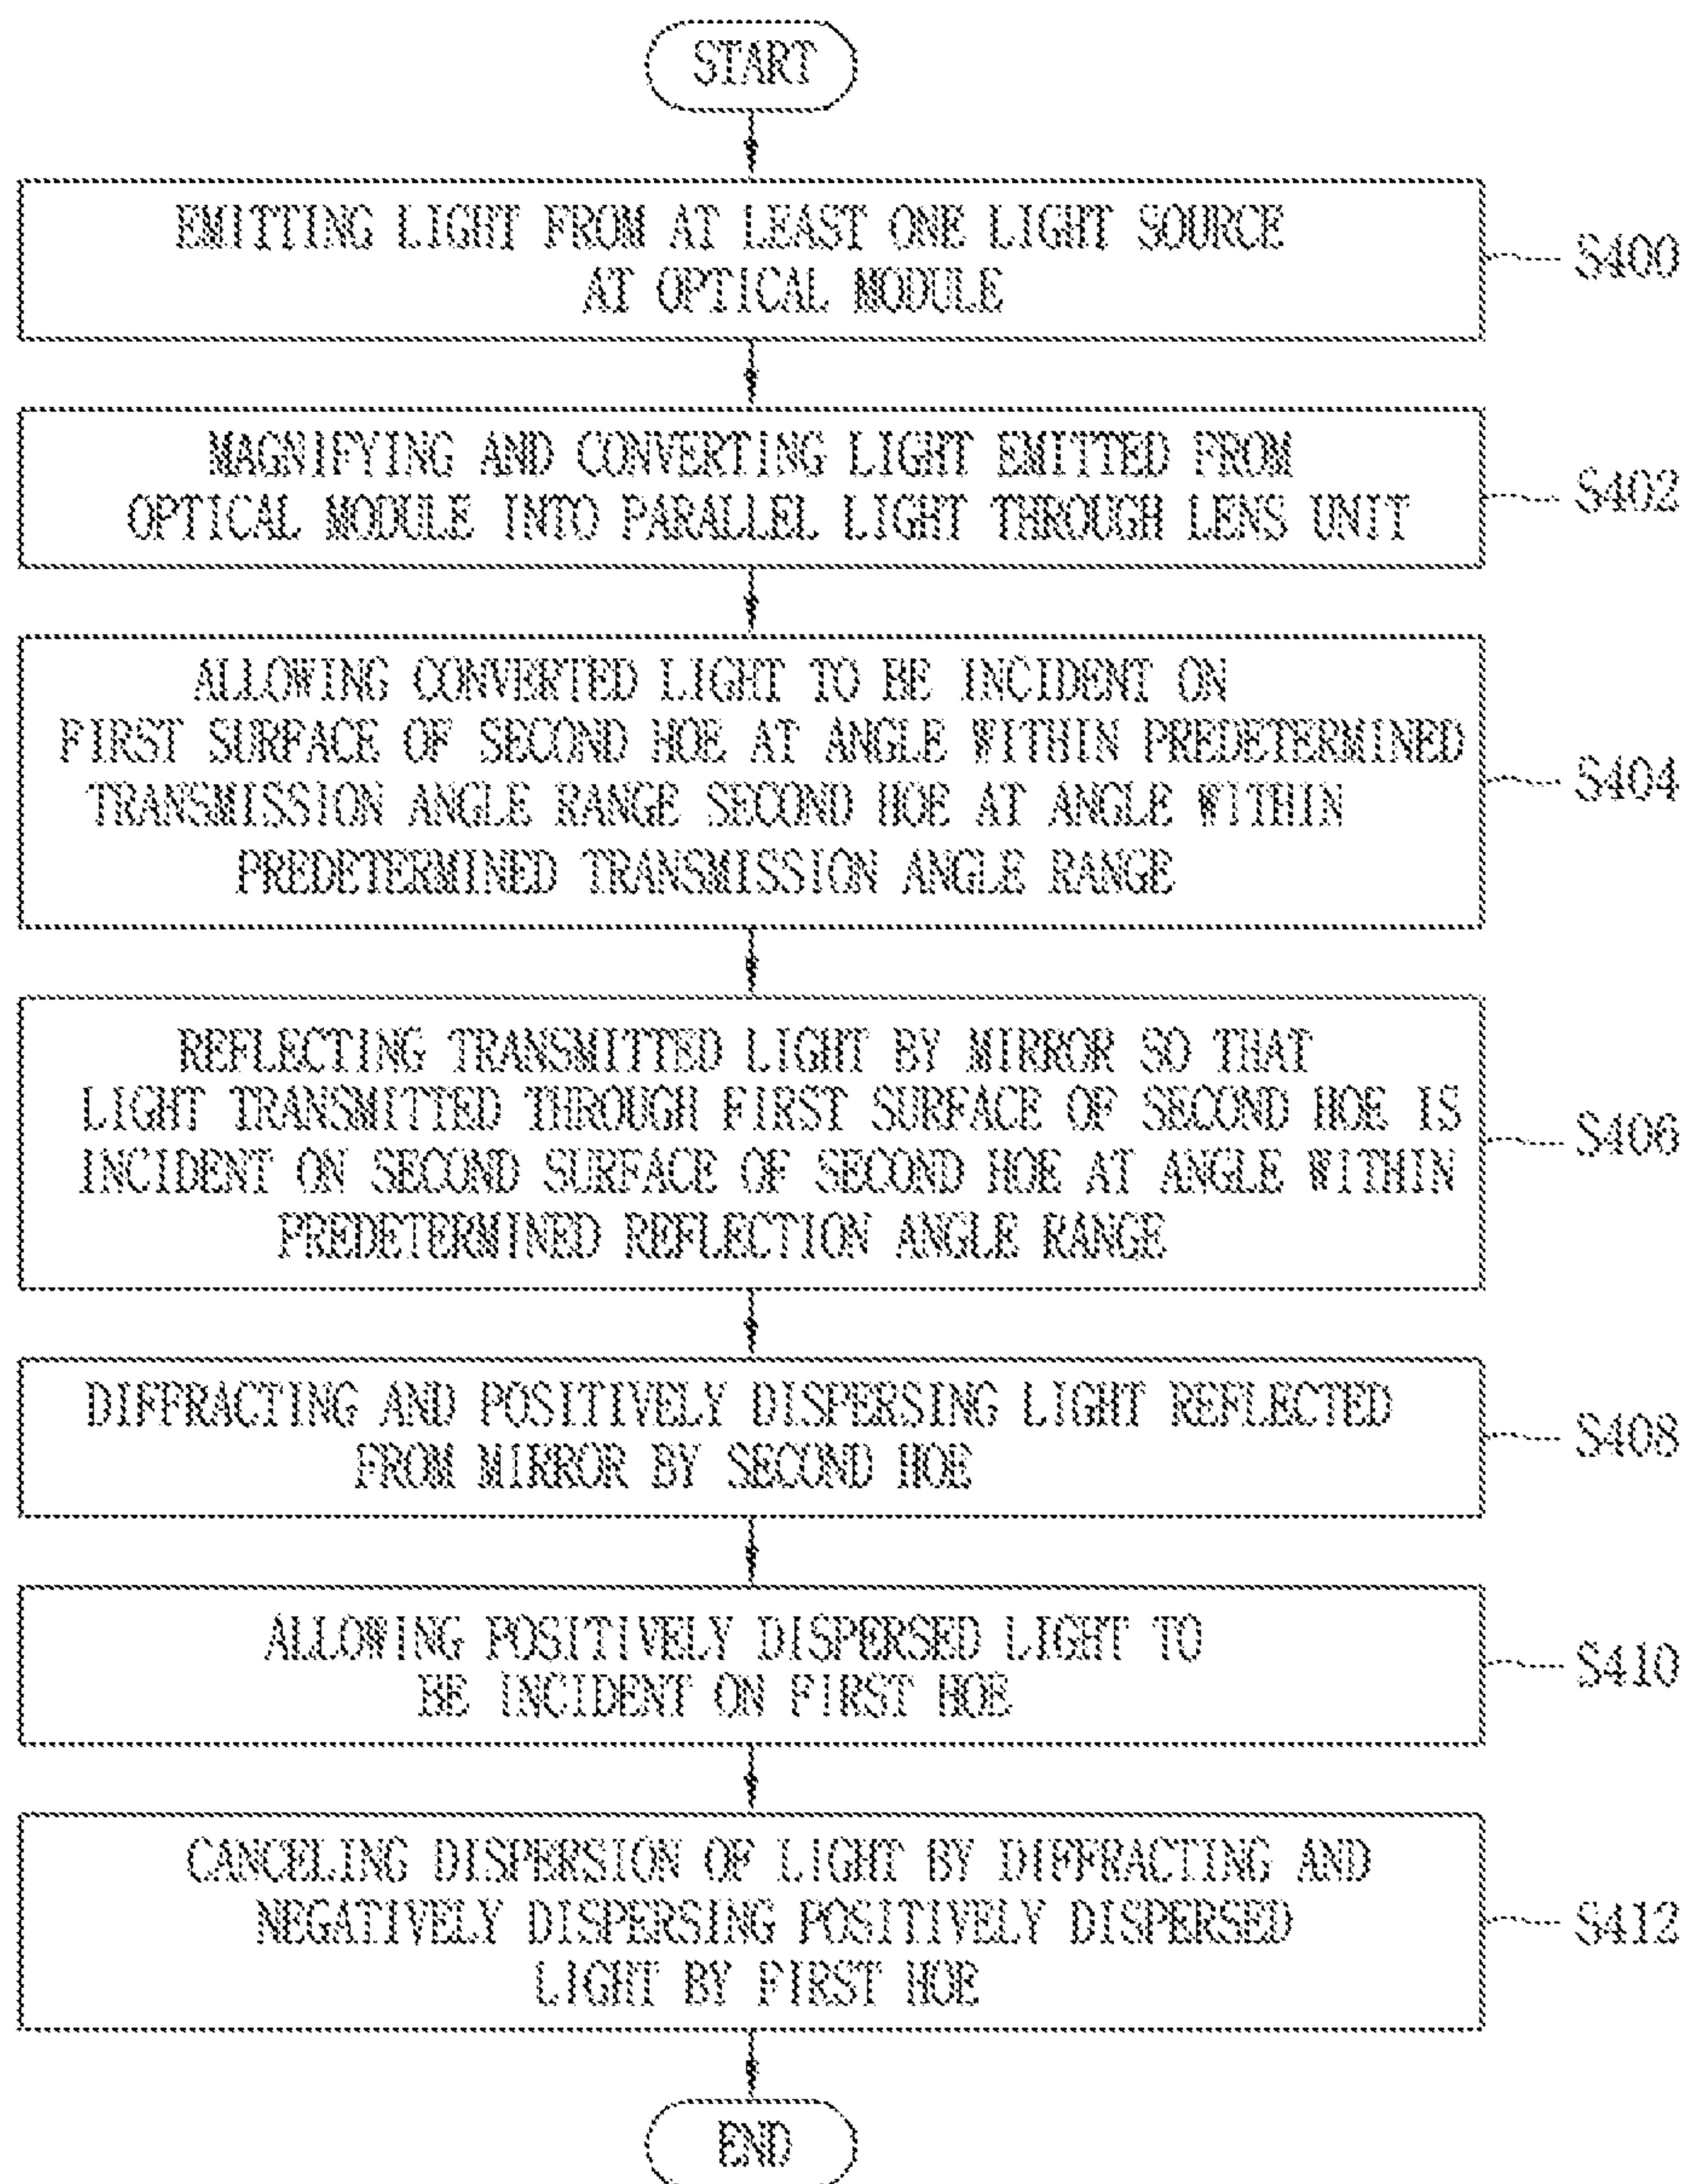 START
EMITTING LIGHT FROM AT LEAST ONE LIGHT SOURCE
AT OPTICAL MODULE
S400
MAGNIFYING AND CONVERTING LIGHT EMITTED FROM
OPTICAL MODULE INTO PARALLEL LIGHT THROUGH LENS UNIT
S402
ALLOWING CONVERTED LIGHT TO BE INCIDENT ON
FIRST SURFACE OF SECOND HOE AT ANGLE WITHIN PREDETERMINED
TRANSMISSION ANGLE RANGE SECOND HOE AT ANGLE WITHIN
PREDETERMINED TRANSMISSION ANGLE RANGE
S404
REFLECTING TRANSMITTED LIGHT BY MIRROR SO THAT
LIGHT TRANSMITTED THROUGH FIRST SURFACE OF SECOND HOE IS
INCIDENT ON SECOND SURFACE OF SECOND HOE AT ANGLE WITHIN
PREDETERMINED REFLECTION ANGLE RANGE
S406
DIFFRACTING AND POSITIVELY DISPERSING LIGHT REFLECTED
FROM MIRROR BY SECOND HOE
S408
ALLOWING POSITIVELY DISPERSED LIGHT TO
BE INCIDENT ON FIRST HOE
S410
CANCELING DISPERSION OF LIGHT BY DIFFRACTING AND
NEGATIVELY DISPERSING POSITIVELY DISPERSED
LIGHT BY FIRST HOE
S412
END